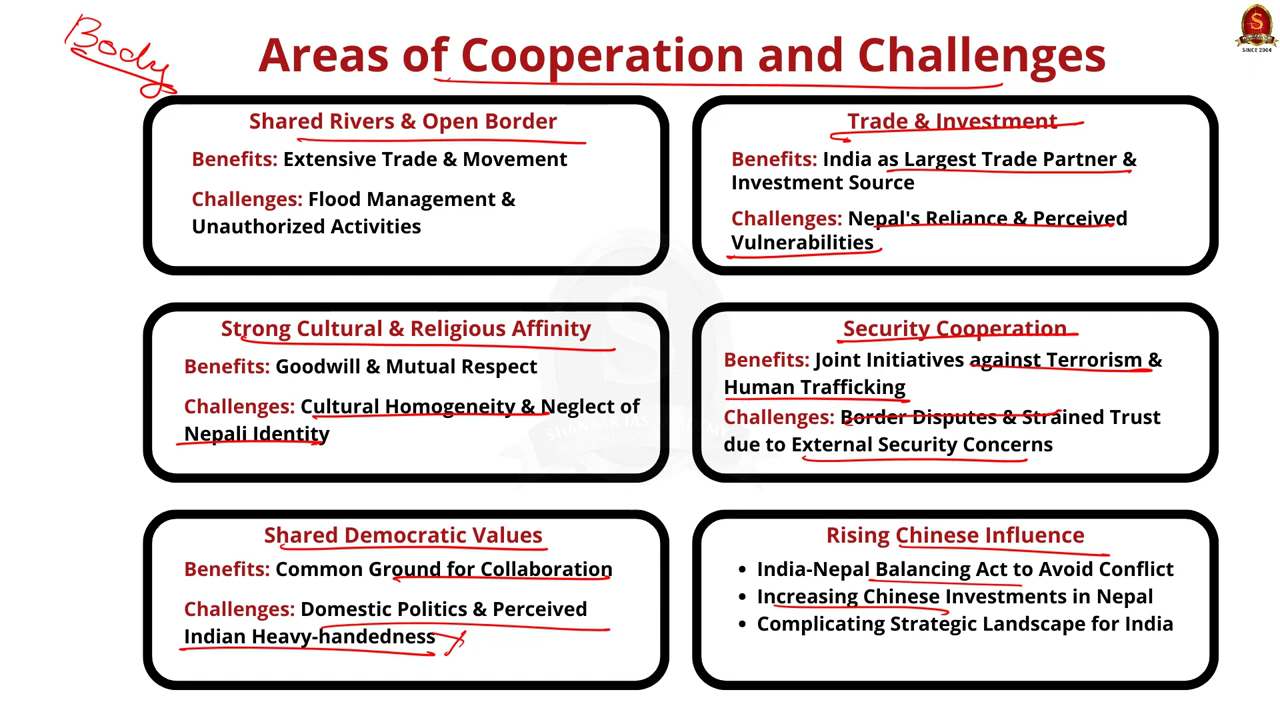 Body
Areas of Cooperation and Challenges
SINCE 2004
Shared Rivers & Open Border
Benefits: Extensive Trade & Movement
Challenges: Flood Management &
Unauthorized Activities
Trade & Investment
Benefits: India as Largest Trade Partner &
Investment Source
Challenges: Nepal's Reliance & Perceived
Vulnerabilities
Strong Cultural & Religious Affinity
Benefits: Goodwill & Mutual Respect
Challenges: Cultural Homogeneity & Neglect of
Nepali Identity
Security Cooperation
Benefits: Joint Initiatives against Terrorism &
Human Trafficking
Challenges: Border Disputes & Strained Trust
due to External Security Concerns
Shared Democratic Values
Benefits: Common Ground for Collaboration
Challenges: Domestic Politics & Perceived
Indian Heavy-handedness
Rising Chinese Influence
• India-Nepal Balancing Act to Avoid Conflict
• Increasing Chinese Investments in Nepal
• Complicating Strategic Landscape for India